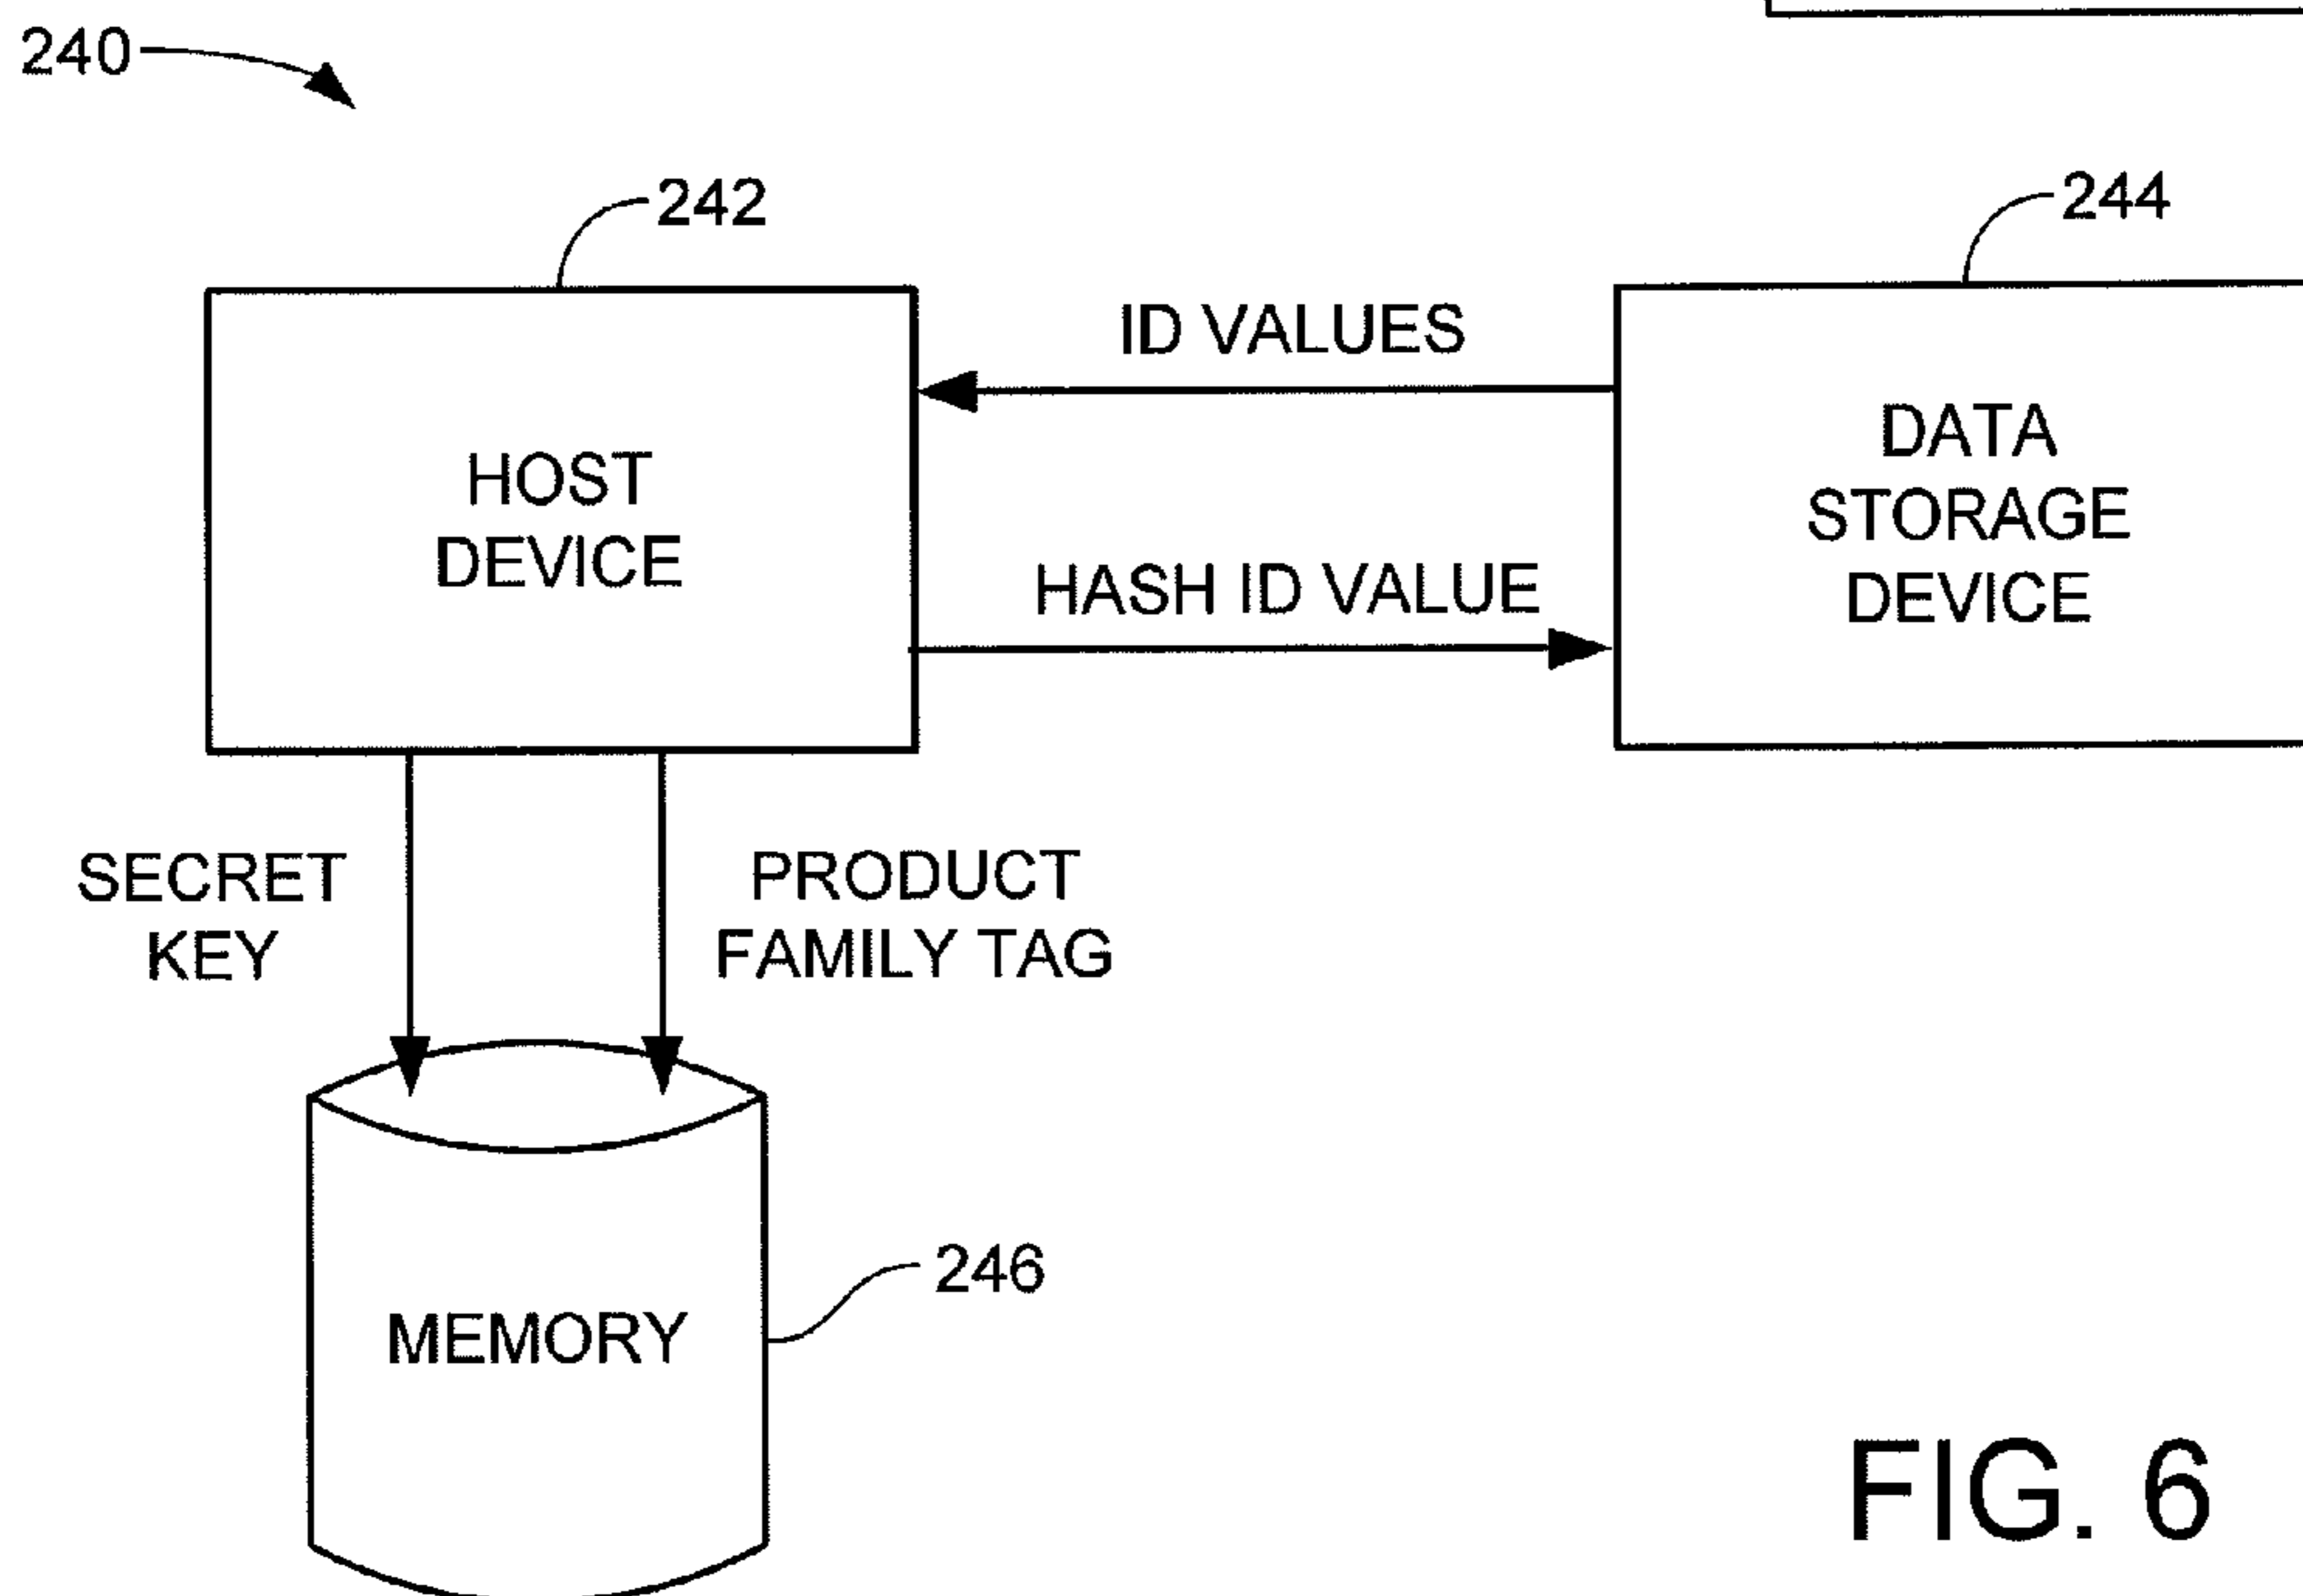 240
242
244
ID VALUES
HOST
DEVICE
DATA
STORAGE
DEVICE
HASH ID VALUE
SECRET
KEY
PRODUCT
FAMILY TAG
246
MEMORY
FIG. 6